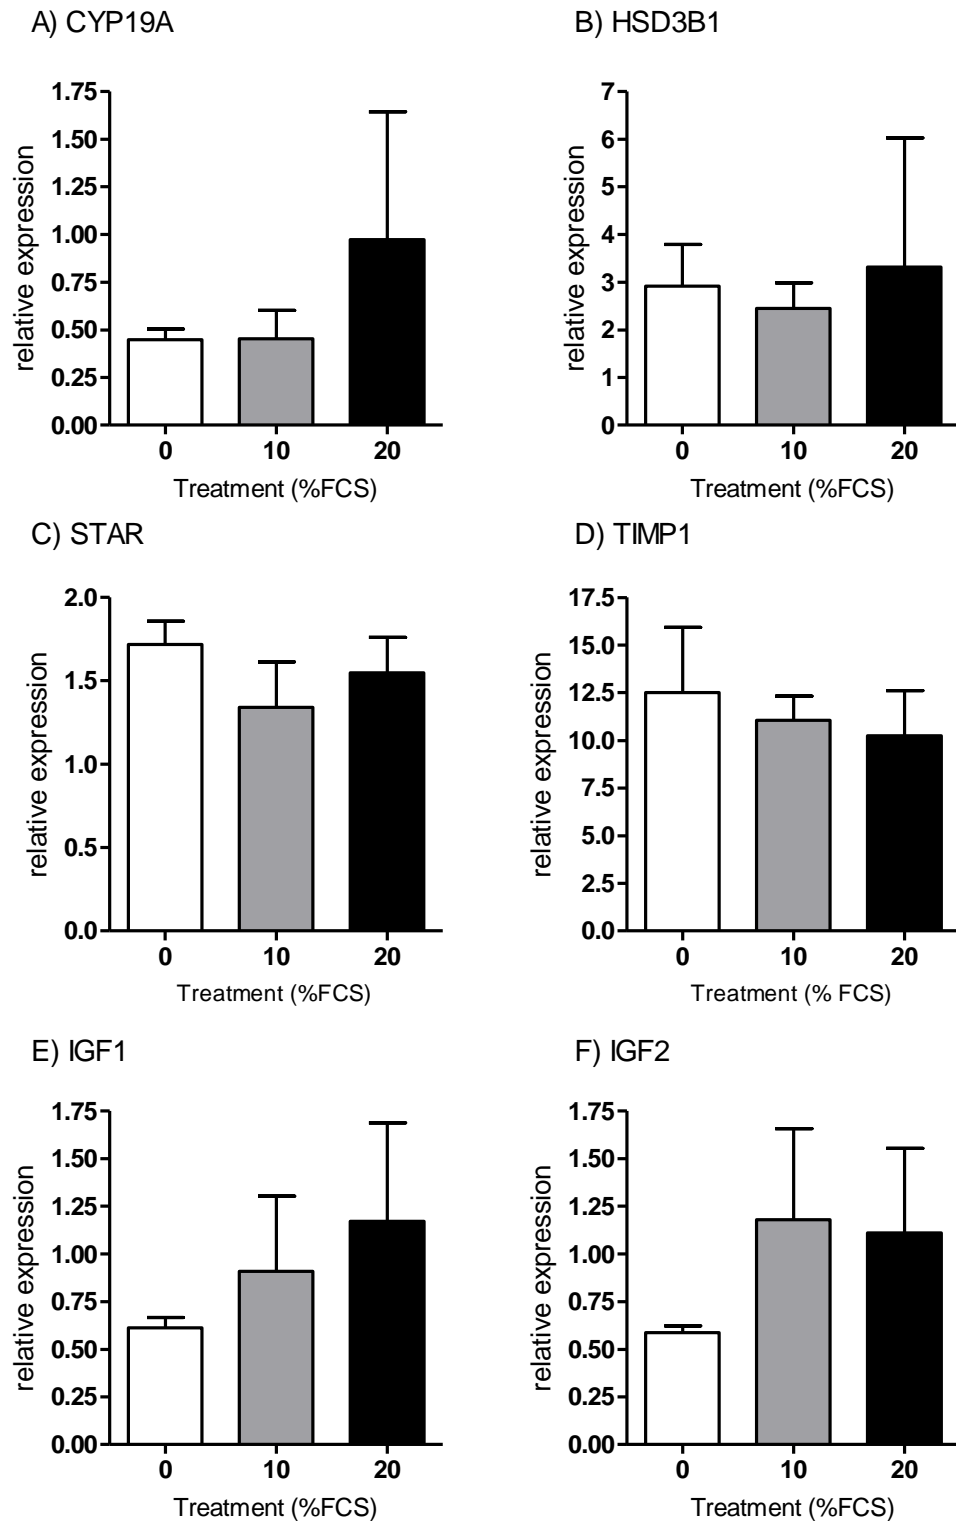 A) CYP19A
relative expression
1.75
1.50
1.25
1.00
0.75
0.50
0.25
0.00
0 10 20
Treatment (%FCS)
B) HSD3B1
relative expression
7
6
5
4
3
2
1
0
0 10 20
Treatment (%FCS)
C) STAR
relative expression
2.0
1.5
1.0
0.5
0.0
0 10 20
Treatment (%FCS)
D) TIMP1
relative expression
17.5
15.0
12.5
10.0
7.5
5.0
2.5
0.0
0 10 20
Treatment (% FCS)
E) IGF1
relative expression
1.75
1.50
1.25
1.00
0.75
0.50
0.25
0.00
0 10 20
Treatment (%FCS)
F) IGF2
relative expression
1.75
1.50
1.25
1.00
0.75
0.50
0.25
0.00
0 10 20
Treatment (%FCS)